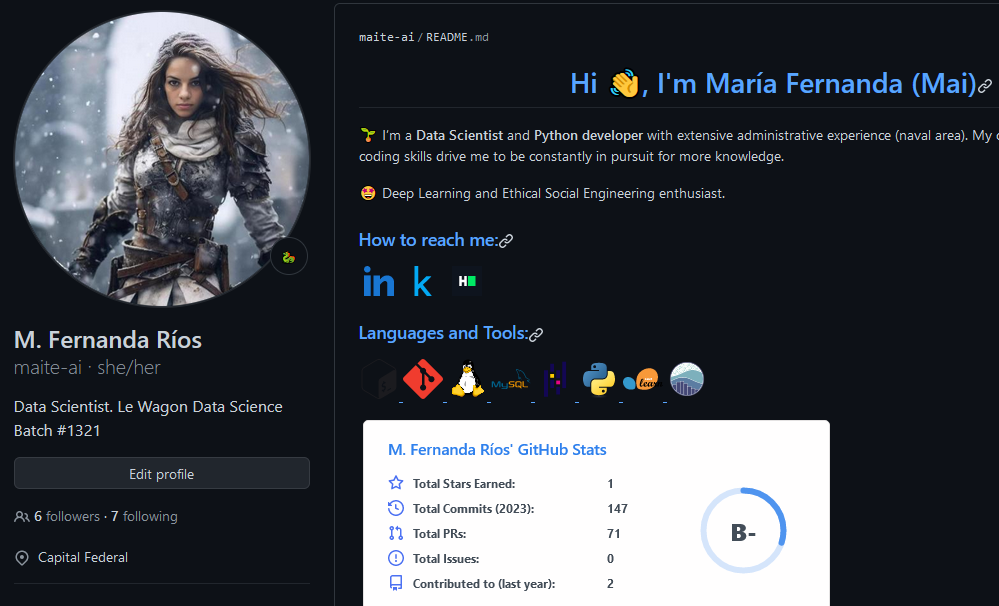 maite-ai / README.md
Hi 👋, I'm María Fernanda (Mai)
🌱 I'm a Data Scientist and Python developer with extensive administrative experience (naval area). My
coding skills drive me to be constantly in pursuit for more knowledge.
🤩 Deep Learning and Ethical Social Engineering enthusiast.
How to reach me:
in k H
Languages and Tools:
MySQL learn
M. Fernanda Ríos
maite-ai · she/her
Data Scientist. Le Wagon Data Science
Batch #1321
Edit profile
6 followers · 7 following
Capital Federal
M. Fernanda Ríos' GitHub Stats
Total Stars Earned: 1
Total Commits (2023): 147
Total PRs: 71
Total Issues: 0
Contributed to (last year): 2
B-